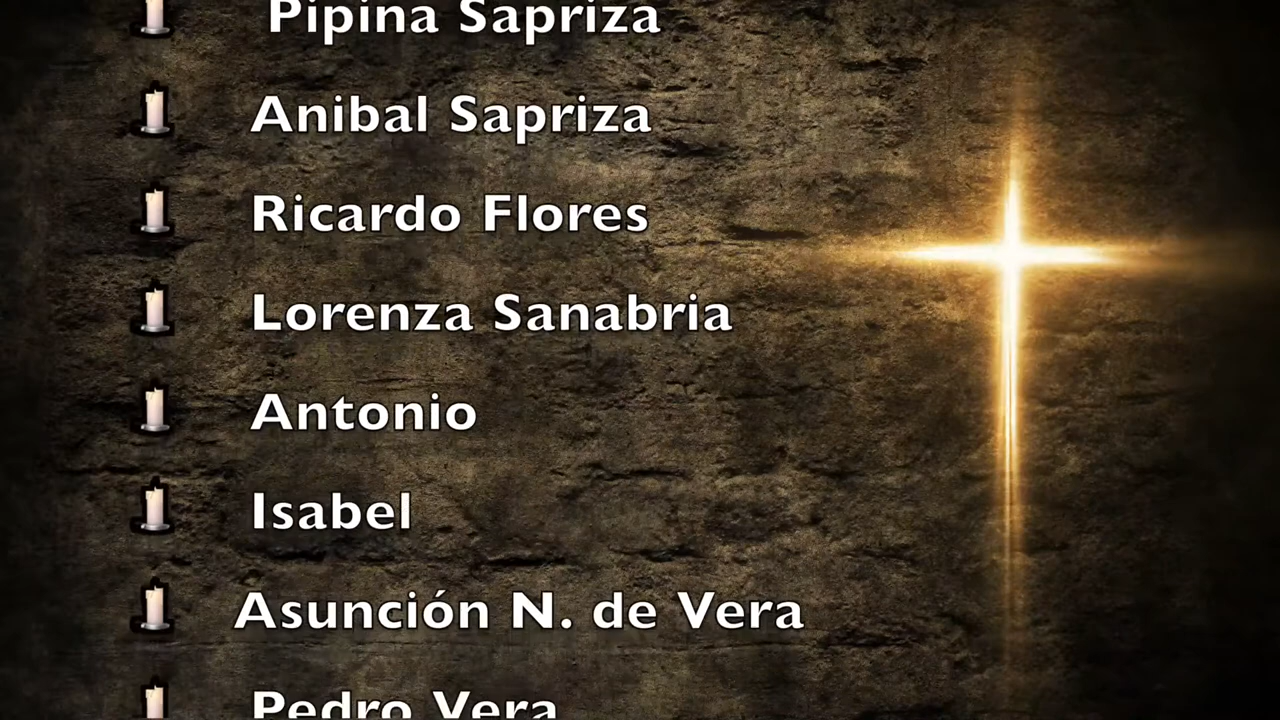 Pipina Sapriza
Anibal Sapriza
Ricardo Flores
Lorenza Sanabria
Antonio
Isabel
Asunción N. de Vera
Pedro Vera